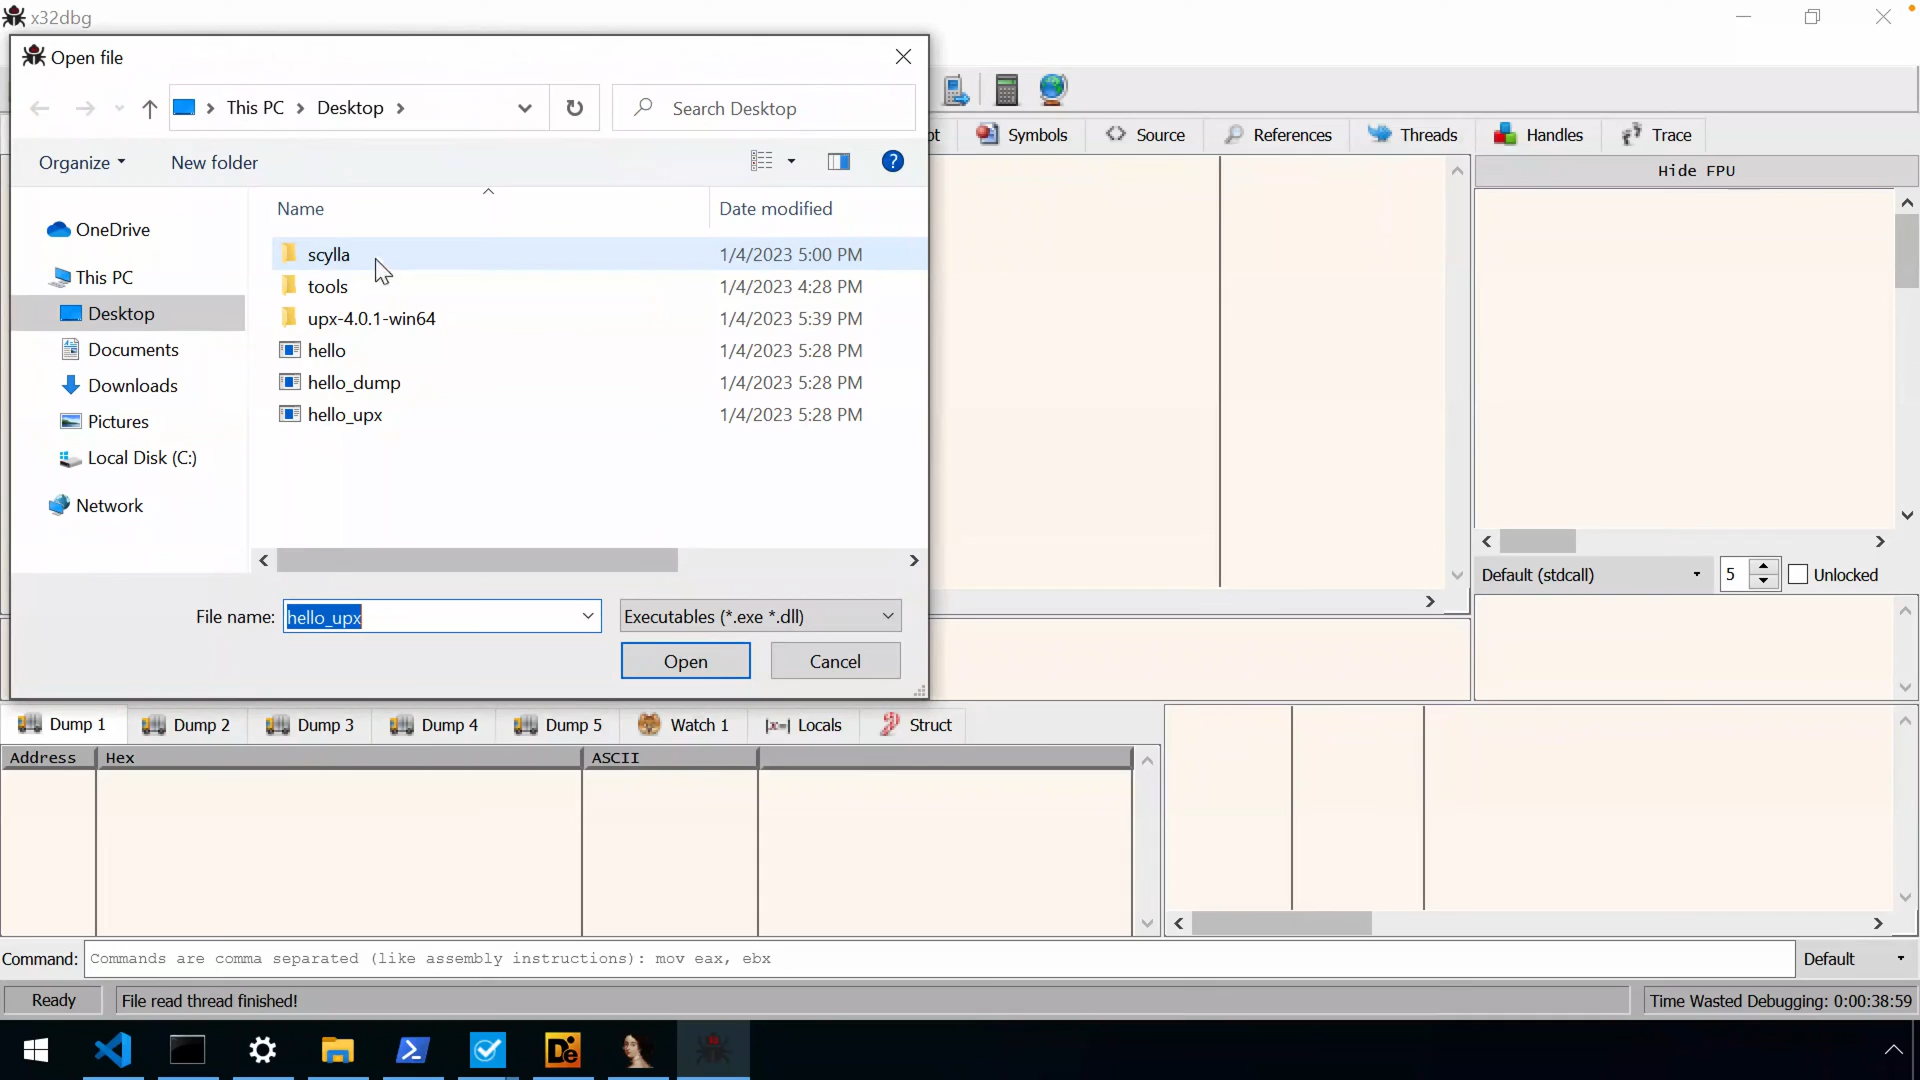 x32dbg
Open file
This PC
Desktop
Search Desktop
Organize
New folder
Name
Date modified
OneDrive
This PC
Desktop
Documents
Downloads
Pictures
Local Disk (C:)
Network
scylla 1/4/2023 5:00 PM
tools 1/4/2023 4:28 PM
upx-4.0.1-win64 1/4/2023 5:39 PM
hello 1/4/2023 5:28 PM
hello_dump 1/4/2023 5:28 PM
hello_upx 1/4/2023 5:28 PM
File name: hello_upx Executables (*.exe *.dll)
Open Cancel
pt Symbols Source References Threads Handles Trace
Hide FPU
Default (stdcall) 5 Unlocked
Dump 1 Dump 2 Dump 3 Dump 4 Dump 5 Watch 1 |x=| Locals Struct
Address Hex ASCII
Command: Commands are comma separated (like assembly instructions): mov eax, ebx Default
Ready File read thread finished! Time Wasted Debugging: 0:00:38:59
De